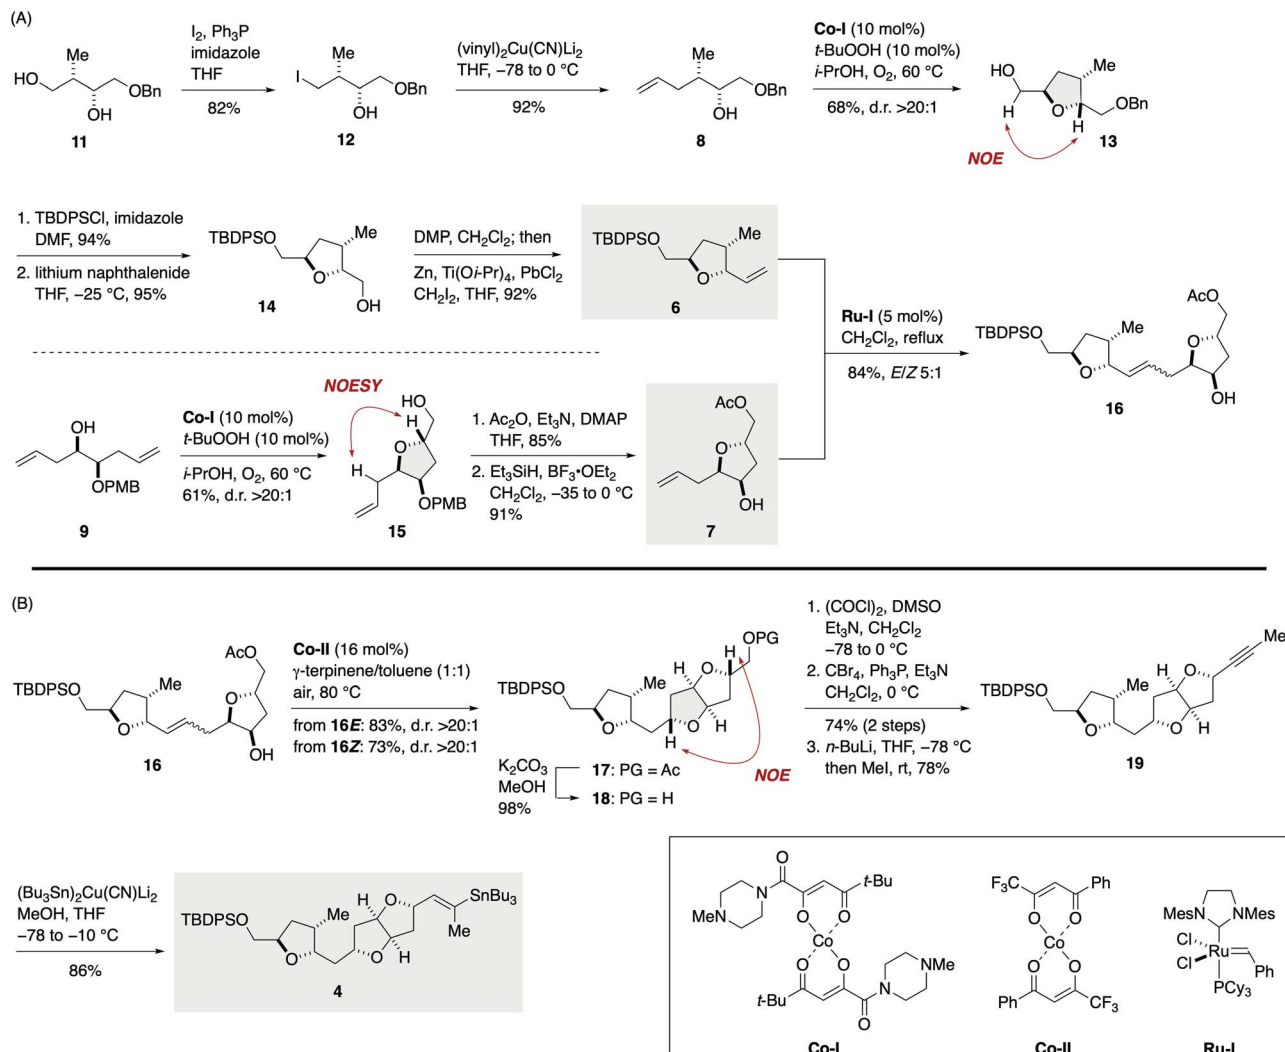 (A)
HO
Me
OBn
OH
11
I2, Ph3P
imidazole
THF
82%
I
Me
OBn
OH
12
(vinyl)2Cu(CN)Li2
THF, −78 to 0 °C
92%
Me
OBn
OH
8
Co-I (10 mol%)
t-BuOOH (10 mol%)
i-PrOH, O2, 60 °C
68%, d.r. >20:1
HO
Me
H
O
H
OBn
NOE
13
1. TBDPSCl, imidazole
DMF, 94%
2. lithium naphthalenide
THF, −25 °C, 95%
TBDPSO
Me
O
OH
14
DMP, CH2Cl2; then
Zn, Ti(Oi-Pr)4, PbCl2
CH2I2, THF, 92%
TBDPSO
Me
O
6
Ru-I (5 mol%)
CH2Cl2, reflux
84%, E/Z 5:1
AcO
TBDPSO
Me
O
O
OH
16
OH
OPMB
9
Co-I (10 mol%)
t-BuOOH (10 mol%)
i-PrOH, O2, 60 °C
61%, d.r. >20:1
NOESY
HO
H
O
H
OPMB
15
1. Ac2O, Et3N, DMAP
THF, 85%
2. Et3SiH, BF3•OEt2
CH2Cl2, −35 to 0 °C
91%
AcO
O
OH
7
(B)
AcO
TBDPSO
Me
O
O
OH
16
Co-II (16 mol%)
γ-terpinene/toluene (1:1)
air, 80 °C
from 16E: 83%, d.r. >20:1
from 16Z: 73%, d.r. >20:1
OPG
H
H
O
TBDPSO
Me
O
O
H
H
NOE
K2CO3
MeOH
98%
17: PG = Ac
18: PG = H
1. (COCl)2, DMSO
Et3N, CH2Cl2
−78 to 0 °C
2. CBr4, Ph3P, Et3N
CH2Cl2, 0 °C
74% (2 steps)
3. n-BuLi, THF, −78 °C
then MeI, rt, 78%
Me
H
O
TBDPSO
Me
O
O
H
19
(Bu3Sn)2Cu(CN)Li2
MeOH, THF
−78 to −10 °C
86%
H
O
SnBu3
TBDPSO
Me
Me
O
O
H
4
O
t-Bu
N
MeN
O
O
Co
O
O
N
NMe
t-Bu
O
Co-I
F3C
Ph
O
O
Co
O
O
Ph
CF3
Co-II
MesN
NMes
Cl
Ru
Cl
Ph
PCy3
Ru-I